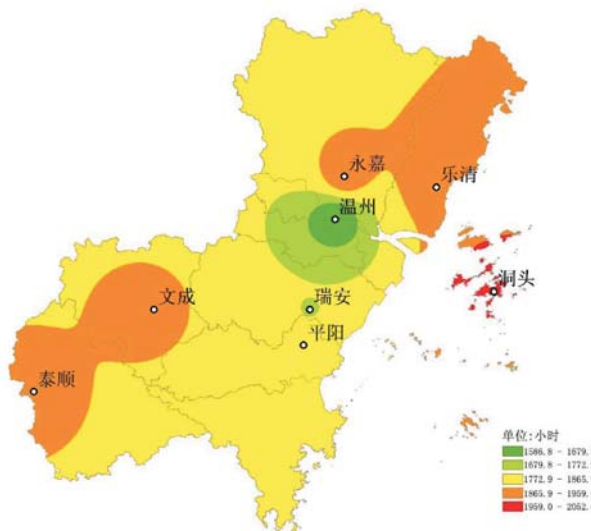 永嘉
乐清
温州
洞头
文成
瑞安
平阳
泰顺
单位:小时
1586.8 - 1679.
1679.8 - 1772.
1772.9 - 1865.
1865.9 - 1959.
1959.0 - 2052.